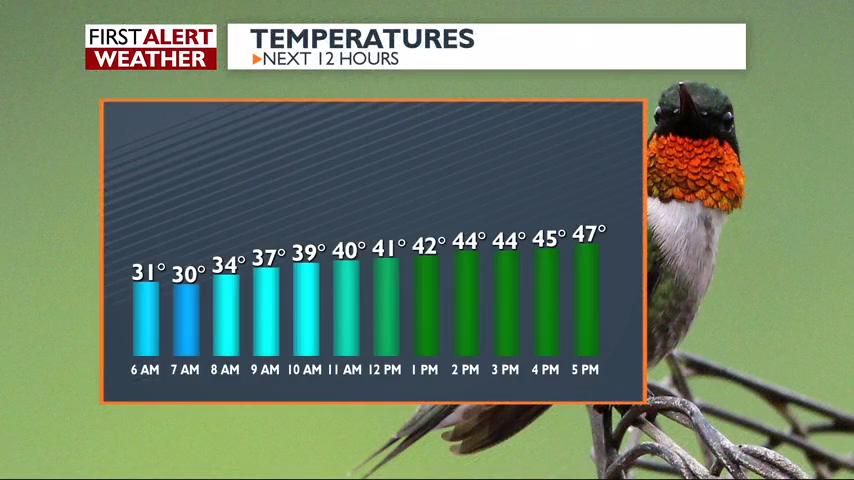 FIRST ALERT
WEATHER
TEMPERATURES
NEXT 12 HOURS
31° 30° 34° 37° 39° 40° 41° 42° 44° 44° 45° 47°
6 AM 7 AM 8 AM 9 AM 10 AM 11 AM 12 PM 1 PM 2 PM 3 PM 4 PM 5 PM